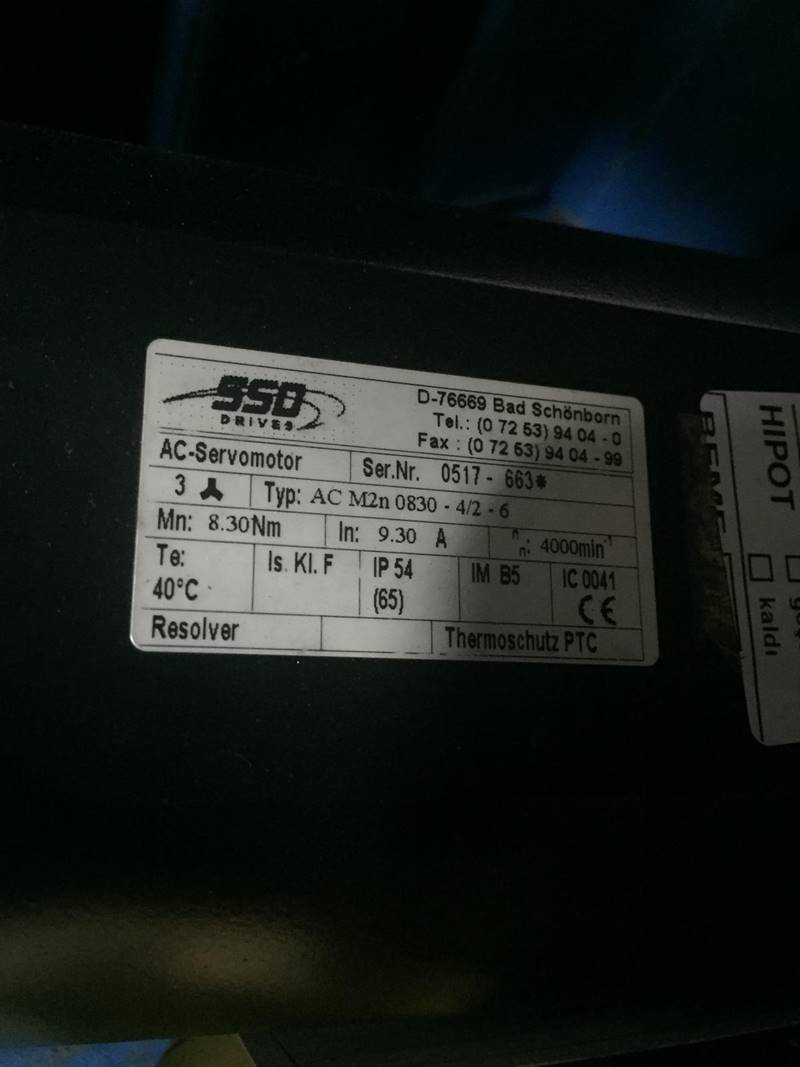 SSD
DRIVES
D-76669 Bad Schönborn
Tel.: (0 72 53) 94 04 - 0
Fax : (0 72 53) 94 04 - 99
AC-Servomotor
Ser.Nr. 0517 - 663*
3
Typ: AC M2n 0830 - 4/2 - 6
Mn: 8.30Nm
In: 9.30 A
n: 4000min⁻¹
Te:
40°C
Is. Kl. F
IP 54
(65)
IM B5
IC 0041
CE
Resolver
Thermoschutz PTC
HIPOT
kaldı